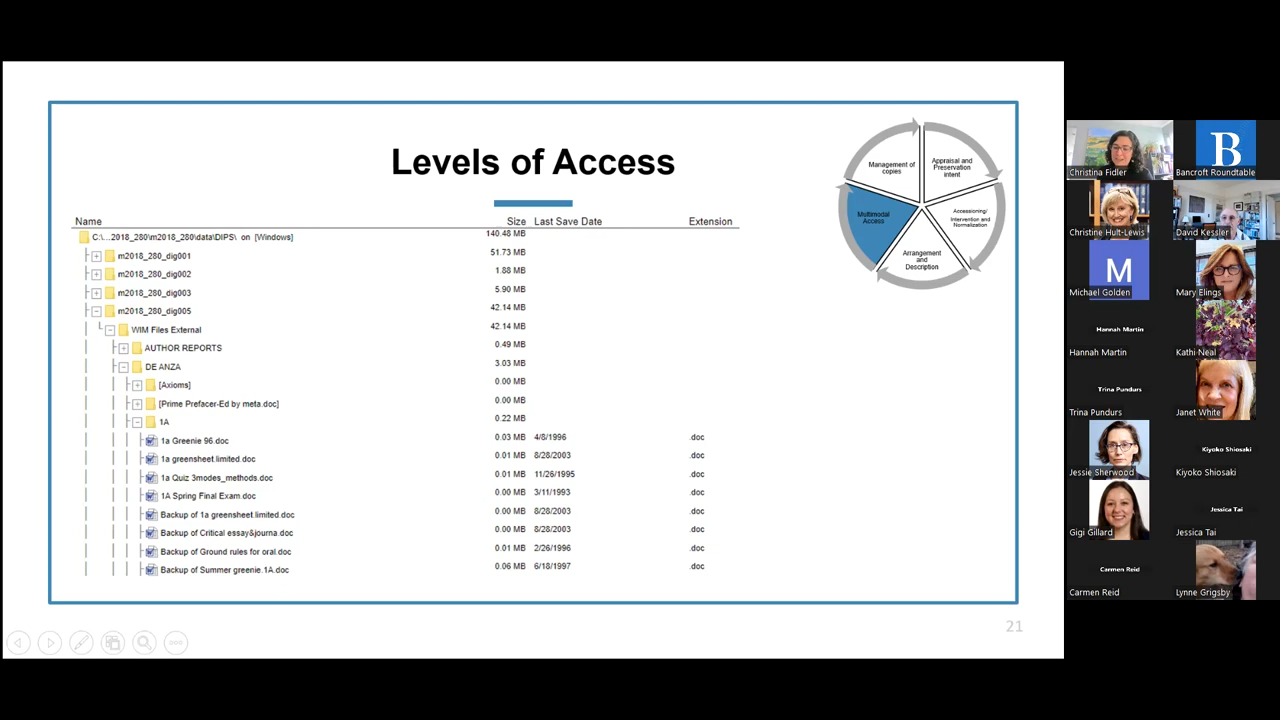 Levels of Access
Management of
copies
Appraisal and
Preservation
intent
Multimodal
Access
Accessioning/
Intervention and
Normalization
Arrangement
and
Description
Name Size Last Save Date Extension
C:\...2018_280\m2018_280\data\DIPS\ on [Windows] 140.48 MB
m2018_280_dig001 51.73 MB
m2018_280_dig002 1.88 MB
m2018_280_dig003 5.90 MB
m2018_280_dig005 42.14 MB
WIM Files External 42.14 MB
AUTHOR REPORTS 0.49 MB
DE ANZA 3.03 MB
[Axioms] 0.00 MB
[Prime Prefacer-Ed by meta.doc] 0.00 MB
1A 0.22 MB
1a Greenie 96.doc 0.03 MB 4/8/1996 .doc
1a greensheet.limited.doc 0.01 MB 8/28/2003 .doc
1a Quiz 3modes_methods.doc 0.01 MB 11/26/1995 .doc
1A Spring Final Exam.doc 0.00 MB 3/11/1993 .doc
Backup of 1a greensheet.limited.doc 0.00 MB 8/28/2003 .doc
Backup of Critical essay&journa.doc 0.00 MB 8/28/2003 .doc
Backup of Ground rules for oral.doc 0.01 MB 2/26/1996 .doc
Backup of Summer greenie.1A.doc 0.06 MB 6/18/1997 .doc
21
B
Christina Fidler
Bancroft Roundtable
Christine Hult-Lewis
David Kessler
M
Michael Golden
Mary Elings
Hannah Martin
Hannah Martin
Kathi Neal
Trina Pundurs
Trina Pundurs
Janet White
Kiyoko Shiosaki
Jessie Sherwood
Kiyoko Shiosaki
Jessica Tai
Gigi Gillard
Jessica Tai
Carmen Reid
Carmen Reid
Lynne Grigsby